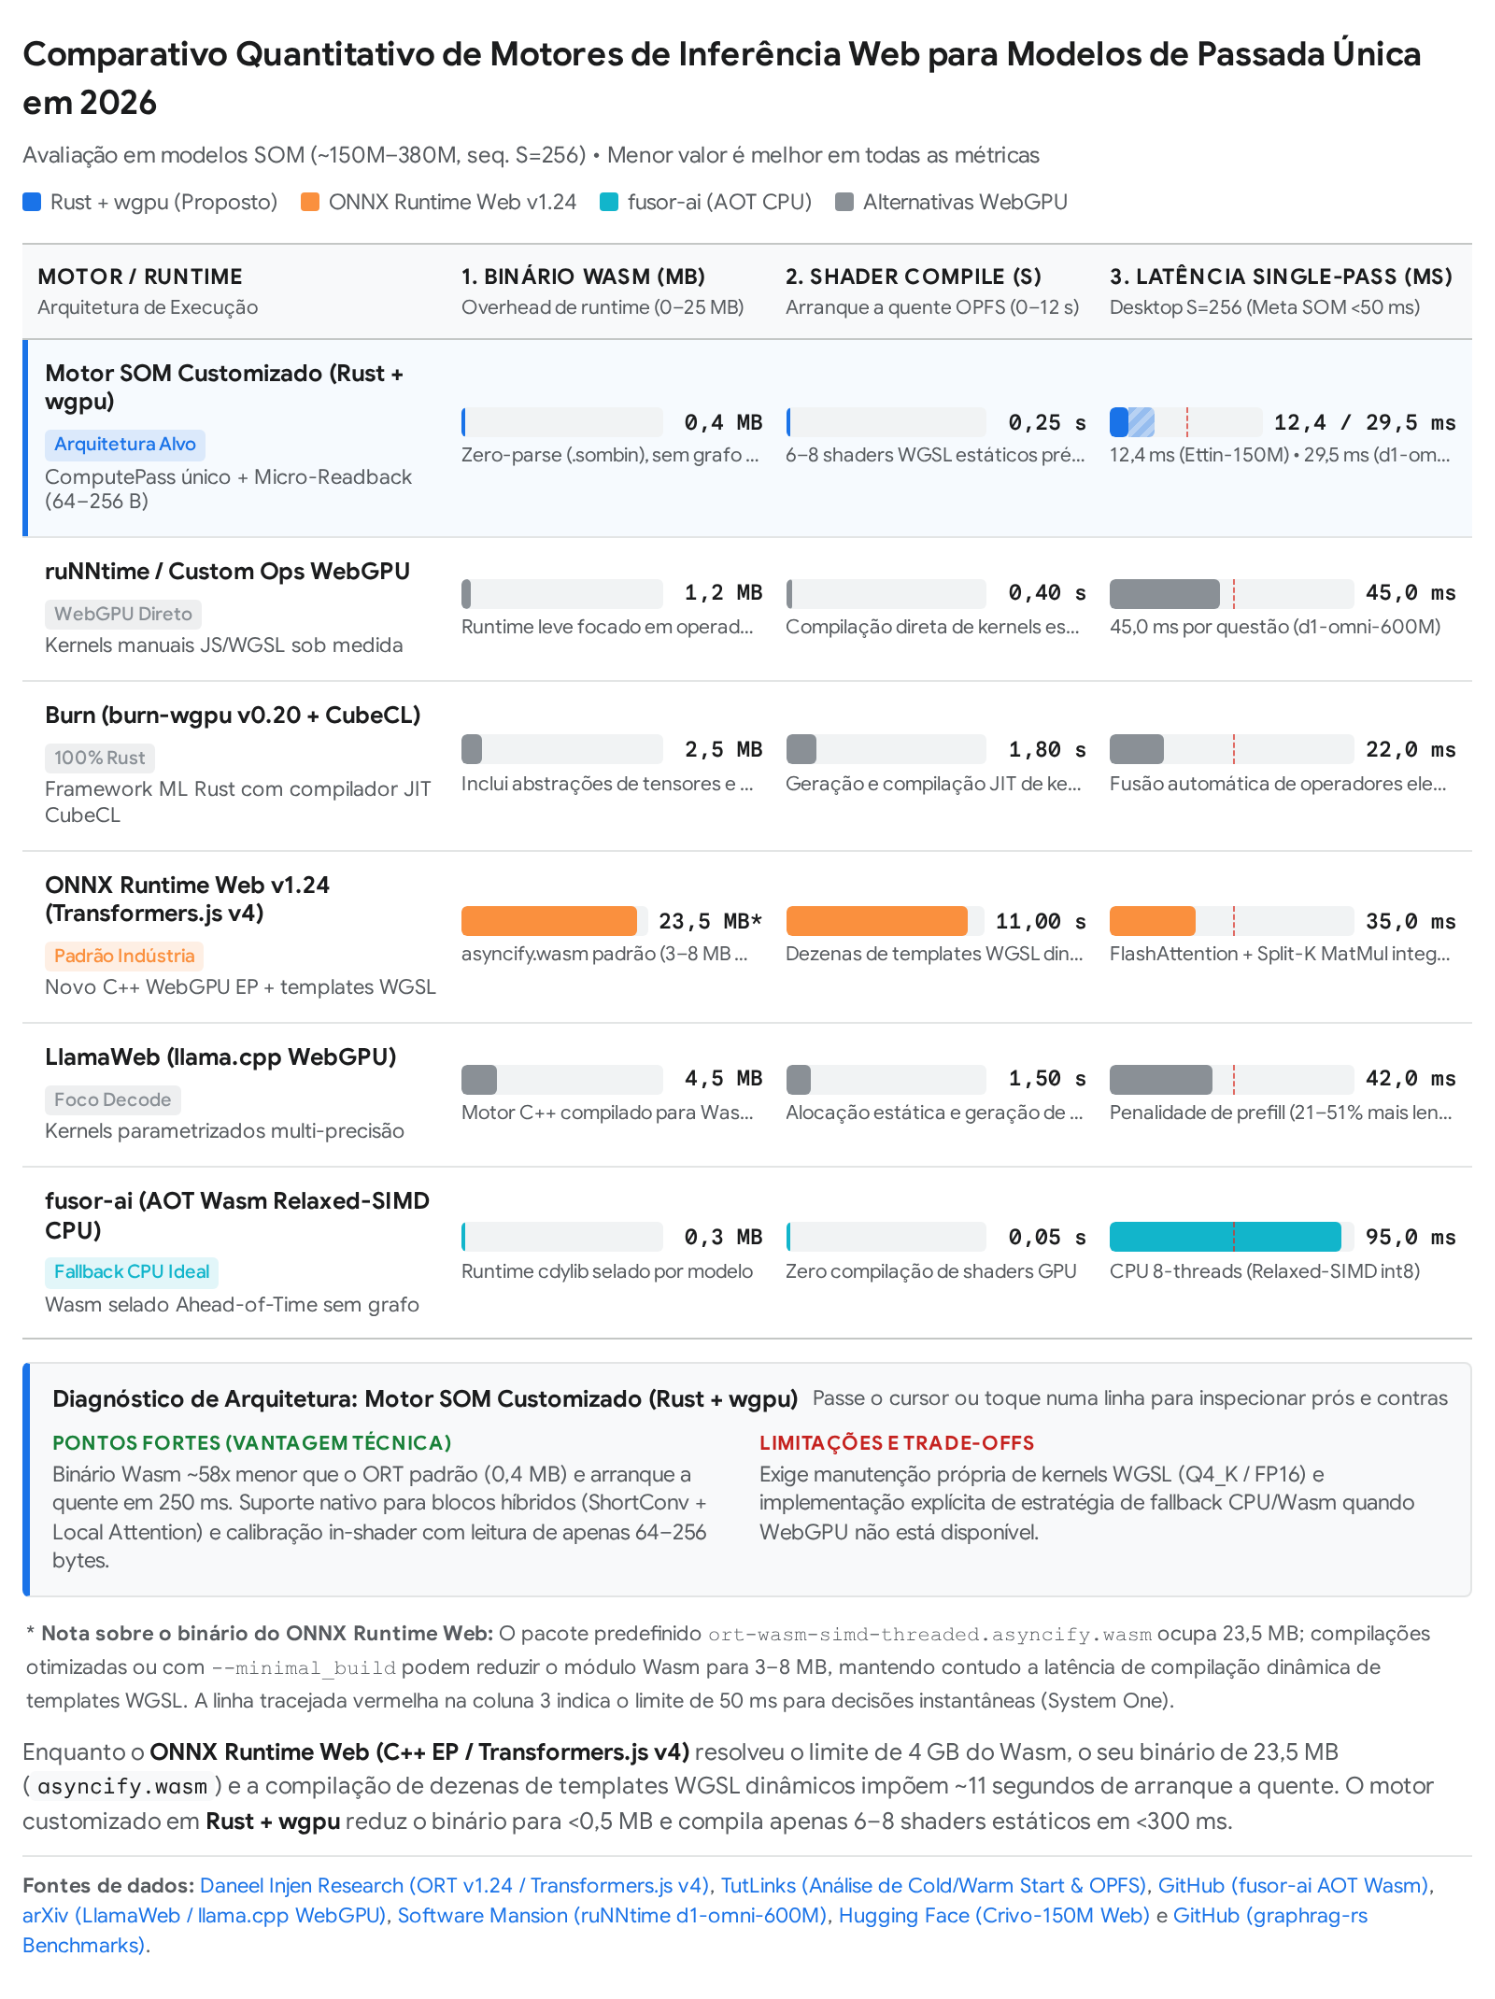 Comparativo Quantitativo de Motores de Inferência Web para Modelos de Passada Única
em 2026
Avaliação em modelos SOM (~150M–380M, seq. S=256) • Menor valor é melhor em todas as métricas
Rust + wgpu (Proposto) ONNX Runtime Web v1.24 fusor-ai (AOT CPU) Alternativas WebGPU
MOTOR / RUNTIME
Arquitetura de Execução
1. BINÁRIO WASM (MB)
Overhead de runtime (0–25 MB)
2. SHADER COMPILE (S)
Arranque a quente OPFS (0–12 s)
3. LATÊNCIA SINGLE-PASS (MS)
Desktop S=256 (Meta SOM <50 ms)
Motor SOM Customizado (Rust +
wgpu)
Arquitetura Alvo
ComputePass único + Micro-Readback
(64–256 B)
0,4 MB
Zero-parse (.sombin), sem grafo ...
0,25 s
6–8 shaders WGSL estáticos pré...
12,4 / 29,5 ms
12,4 ms (Ettin-150M) • 29,5 ms (d1-om...
ruNNtime / Custom Ops WebGPU
WebGPU Direto
Kernels manuais JS/WGSL sob medida
1,2 MB
Runtime leve focado em operad...
0,40 s
Compilação direta de kernels es...
45,0 ms
45,0 ms por questão (d1-omni-600M)
Burn (burn-wgpu v0.20 + CubeCL)
100% Rust
Framework ML Rust com compilador JIT
CubeCL
2,5 MB
Inclui abstrações de tensores e ...
1,80 s
Geração e compilação JIT de ke...
22,0 ms
Fusão automática de operadores ele...
ONNX Runtime Web v1.24
(Transformers.js v4)
Padrão Indústria
Novo C++ WebGPU EP + templates WGSL
23,5 MB*
asyncify.wasm padrão (3–8 MB ...
11,00 s
Dezenas de templates WGSL din...
35,0 ms
FlashAttention + Split-K MatMul integ...
LlamaWeb (llama.cpp WebGPU)
Foco Decode
Kernels parametrizados multi-precisão
4,5 MB
Motor C++ compilado para Was...
1,50 s
Alocação estática e geração de ...
42,0 ms
Penalidade de prefill (21–51% mais len...
fusor-ai (AOT Wasm Relaxed-SIMD
CPU)
Fallback CPU Ideal
Wasm selado Ahead-of-Time sem grafo
0,3 MB
Runtime cdylib selado por modelo
0,05 s
Zero compilação de shaders GPU
95,0 ms
CPU 8-threads (Relaxed-SIMD int8)
Diagnóstico de Arquitetura: Motor SOM Customizado (Rust + wgpu) Passe o cursor ou toque numa linha para inspecionar prós e contras
PONTOS FORTES (VANTAGEM TÉCNICA)
Binário Wasm ~58x menor que o ORT padrão (0,4 MB) e arranque a
quente em 250 ms. Suporte nativo para blocos híbridos (ShortConv +
Local Attention) e calibração in-shader com leitura de apenas 64–256
bytes.
LIMITAÇÕES E TRADE-OFFS
Exige manutenção própria de kernels WGSL (Q4_K / FP16) e
implementação explícita de estratégia de fallback CPU/Wasm quando
WebGPU não está disponível.
* Nota sobre o binário do ONNX Runtime Web: O pacote predefinido ort-wasm-simd-threaded.asyncify.wasm ocupa 23,5 MB; compilações
otimizadas ou com --minimal_build podem reduzir o módulo Wasm para 3–8 MB, mantendo contudo a latência de compilação dinâmica de
templates WGSL. A linha tracejada vermelha na coluna 3 indica o limite de 50 ms para decisões instantâneas (System One).
Enquanto o ONNX Runtime Web (C++ EP / Transformers.js v4) resolveu o limite de 4 GB do Wasm, o seu binário de 23,5 MB
(asyncify.wasm) e a compilação de dezenas de templates WGSL dinâmicos impõem ~11 segundos de arranque a quente. O motor
customizado em Rust + wgpu reduz o binário para <0,5 MB e compila apenas 6–8 shaders estáticos em <300 ms.
Fontes de dados: Daneel Injen Research (ORT v1.24 / Transformers.js v4), TutLinks (Análise de Cold/Warm Start & OPFS), GitHub (fusor-ai AOT Wasm),
arXiv (LlamaWeb / llama.cpp WebGPU), Software Mansion (ruNNtime d1-omni-600M), Hugging Face (Crivo-150M Web) e GitHub (graphrag-rs
Benchmarks).